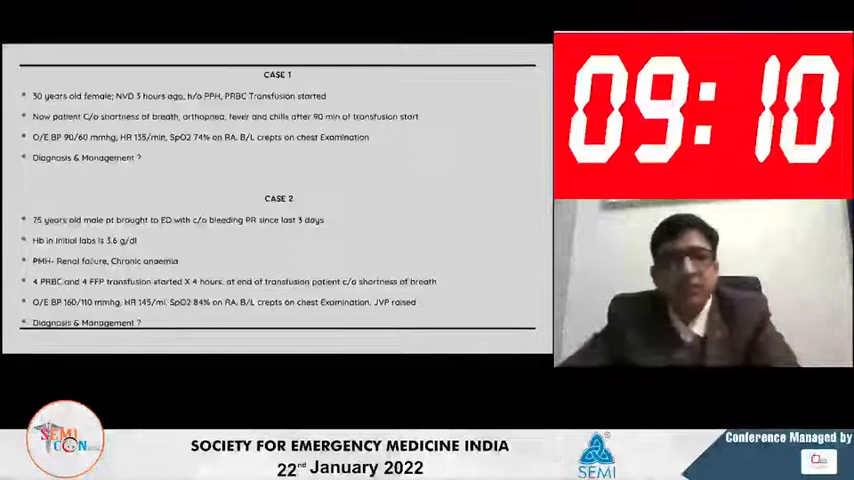 CASE 1
30 years old female; NVD 3 hours ago, h/o PPH, PRBC Transfusion started
Now patient C/o shortness of breath, orthopnea, fever and chills after 90 min of transfusion start
O/E BP 90/60 mmhg, HR 135/min, SpO2 74% on RA, B/L crepts on chest Examination
Diagnosis & Management ?
CASE 2
75 years old male pt brought to ED with c/o bleeding PR since last 3 days
Hb in initial labs is 3.6 g/dl
PMH- Renal failure, Chronic anaemia
4 PRBC and 4 FFP transfusion started X 4 hours, at end of transfusion patient c/o shortness of breath
O/E BP 160/110 mmhg, HR 145/mi, SpO2 84% on RA, B/L crepts on chest Examination, JVP raised
Diagnosis & Management ?
09:10
SEMI
CON
SOCIETY FOR EMERGENCY MEDICINE INDIA
22nd January 2022
SEMI
Conference Managed by